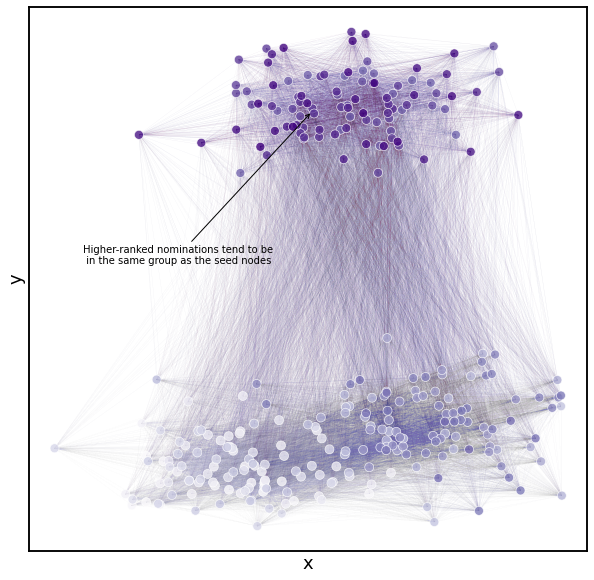 Higher-ranked nominations tend to be
in the same group as the seed nodes
y
x